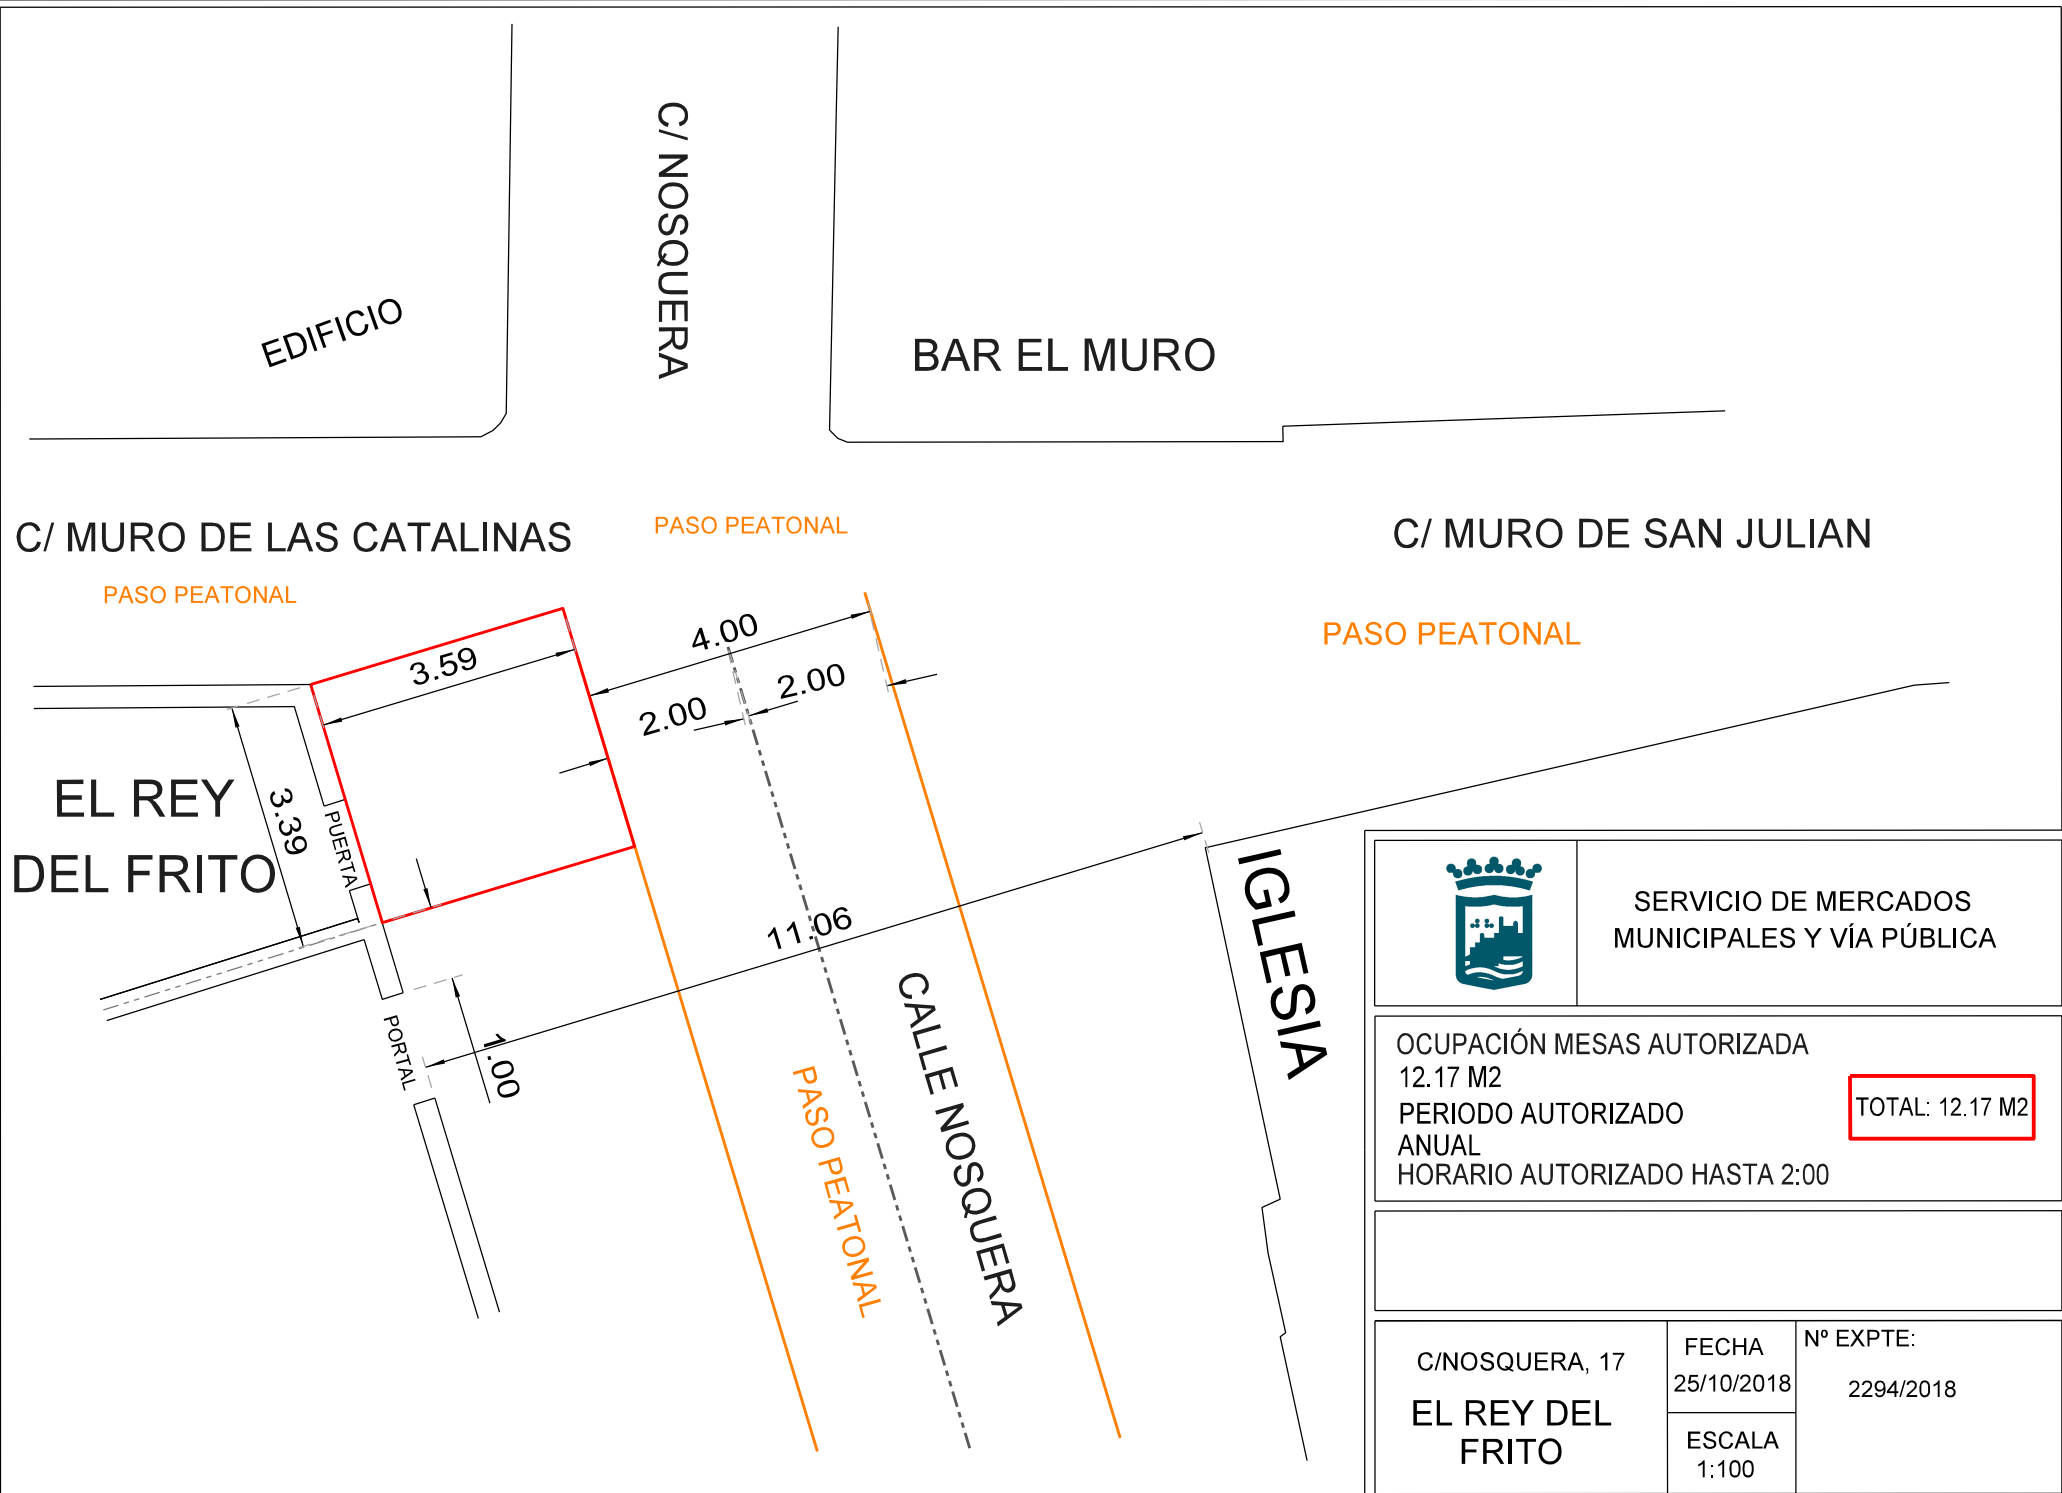 C/ NOSQUERA
EDIFICIO
BAR EL MURO
C/ MURO DE LAS CATALINAS
PASO PEATONAL
C/ MURO DE SAN JULIAN
PASO PEATONAL
PASO PEATONAL
4.00
3.59
2.00
2.00
EL REY
DEL FRITO
3.39
PUERTA
11.06
IGLESIA
PORTAL
1.00
PASO PEATONAL
CALLE NOSQUERA
SERVICIO DE MERCADOS
MUNICIPALES Y VÍA PÚBLICA
OCUPACIÓN MESAS AUTORIZADA
12.17 M2
PERIODO AUTORIZADO
ANUAL
HORARIO AUTORIZADO HASTA 2:00
TOTAL: 12.17 M2
C/NOSQUERA, 17
EL REY DEL
FRITO
FECHA
25/10/2018
ESCALA
1:100
Nº EXPTE:
2294/2018